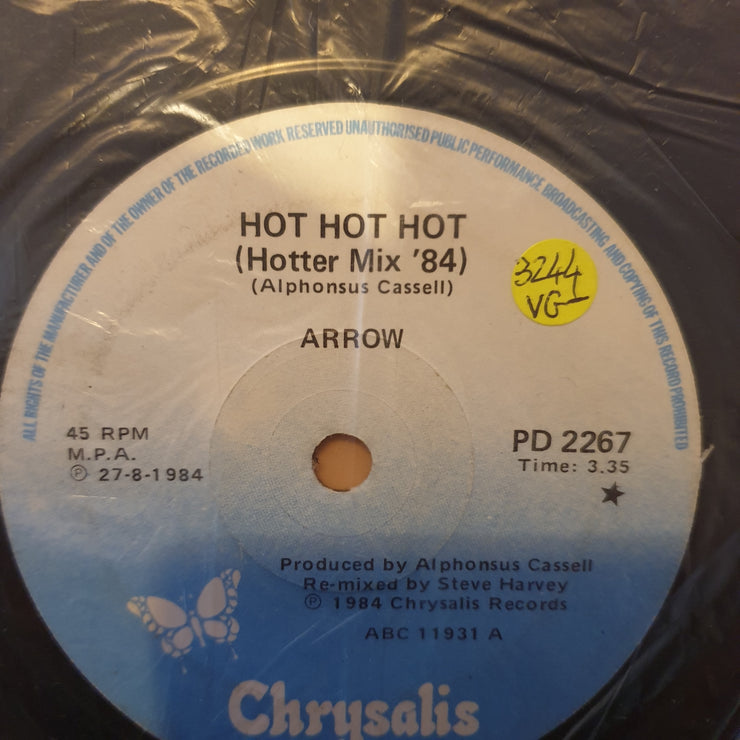 ALL RIGHTS OF THE MANUFACTURER AND OF THE OWNER OF THE RECORDED WORK RESERVED UNAUTHORISED PUBLIC PERFORMANCE BROADCASTING AND COPYING OF THIS RECORD PROHIBITED
HOT HOT HOT
(Hotter Mix '84)
(Alphonsus Cassell)
3244
VG-
ARROW
45 RPM
M.P.A.
Ⓟ 27-8-1984
PD 2267
Time: 3.35
★
Produced by Alphonsus Cassell
Re-mixed by Steve Harvey
Ⓟ 1984 Chrysalis Records
ABC 11931 A
Chrysalis